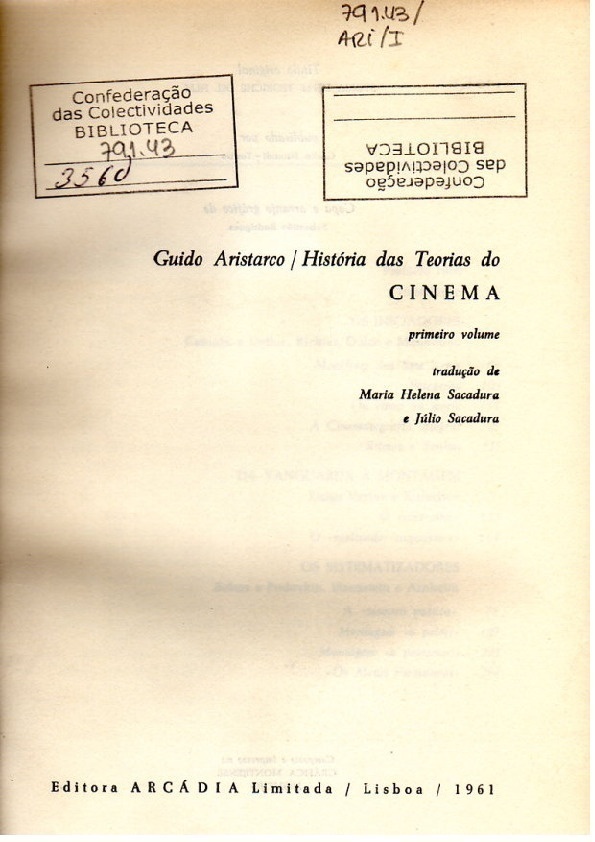 791.43/
ARI/I
Confederação
das Colectividades
BIBLIOTECA
791.43
3560
Confederação
das Colectividades
BIBLIOTECA
Guido Aristarco / História das Teorias do
CINEMA
primeiro volume
tradução de
Maria Helena Sacadura
e Júlio Sacadura
Editora ARCÁDIA Limitada / Lisboa / 1961